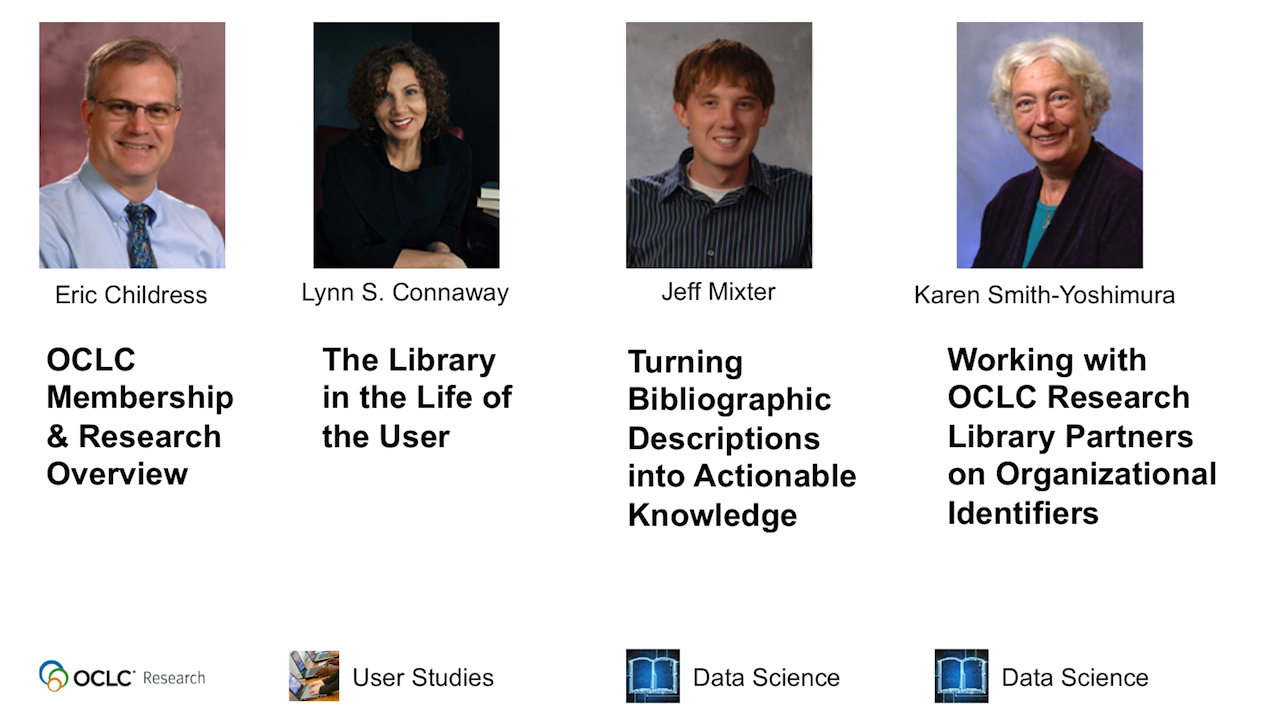 Eric Childress
Lynn S. Connaway
Jeff Mixter
Karen Smith-Yoshimura
OCLC
Membership
& Research
Overview
The Library
in the Life of
the User
Turning
Bibliographic
Descriptions
into Actionable
Knowledge
Working with
OCLC Research
Library Partners
on Organizational
Identifiers
OCLC Research
User Studies
Data Science
Data Science